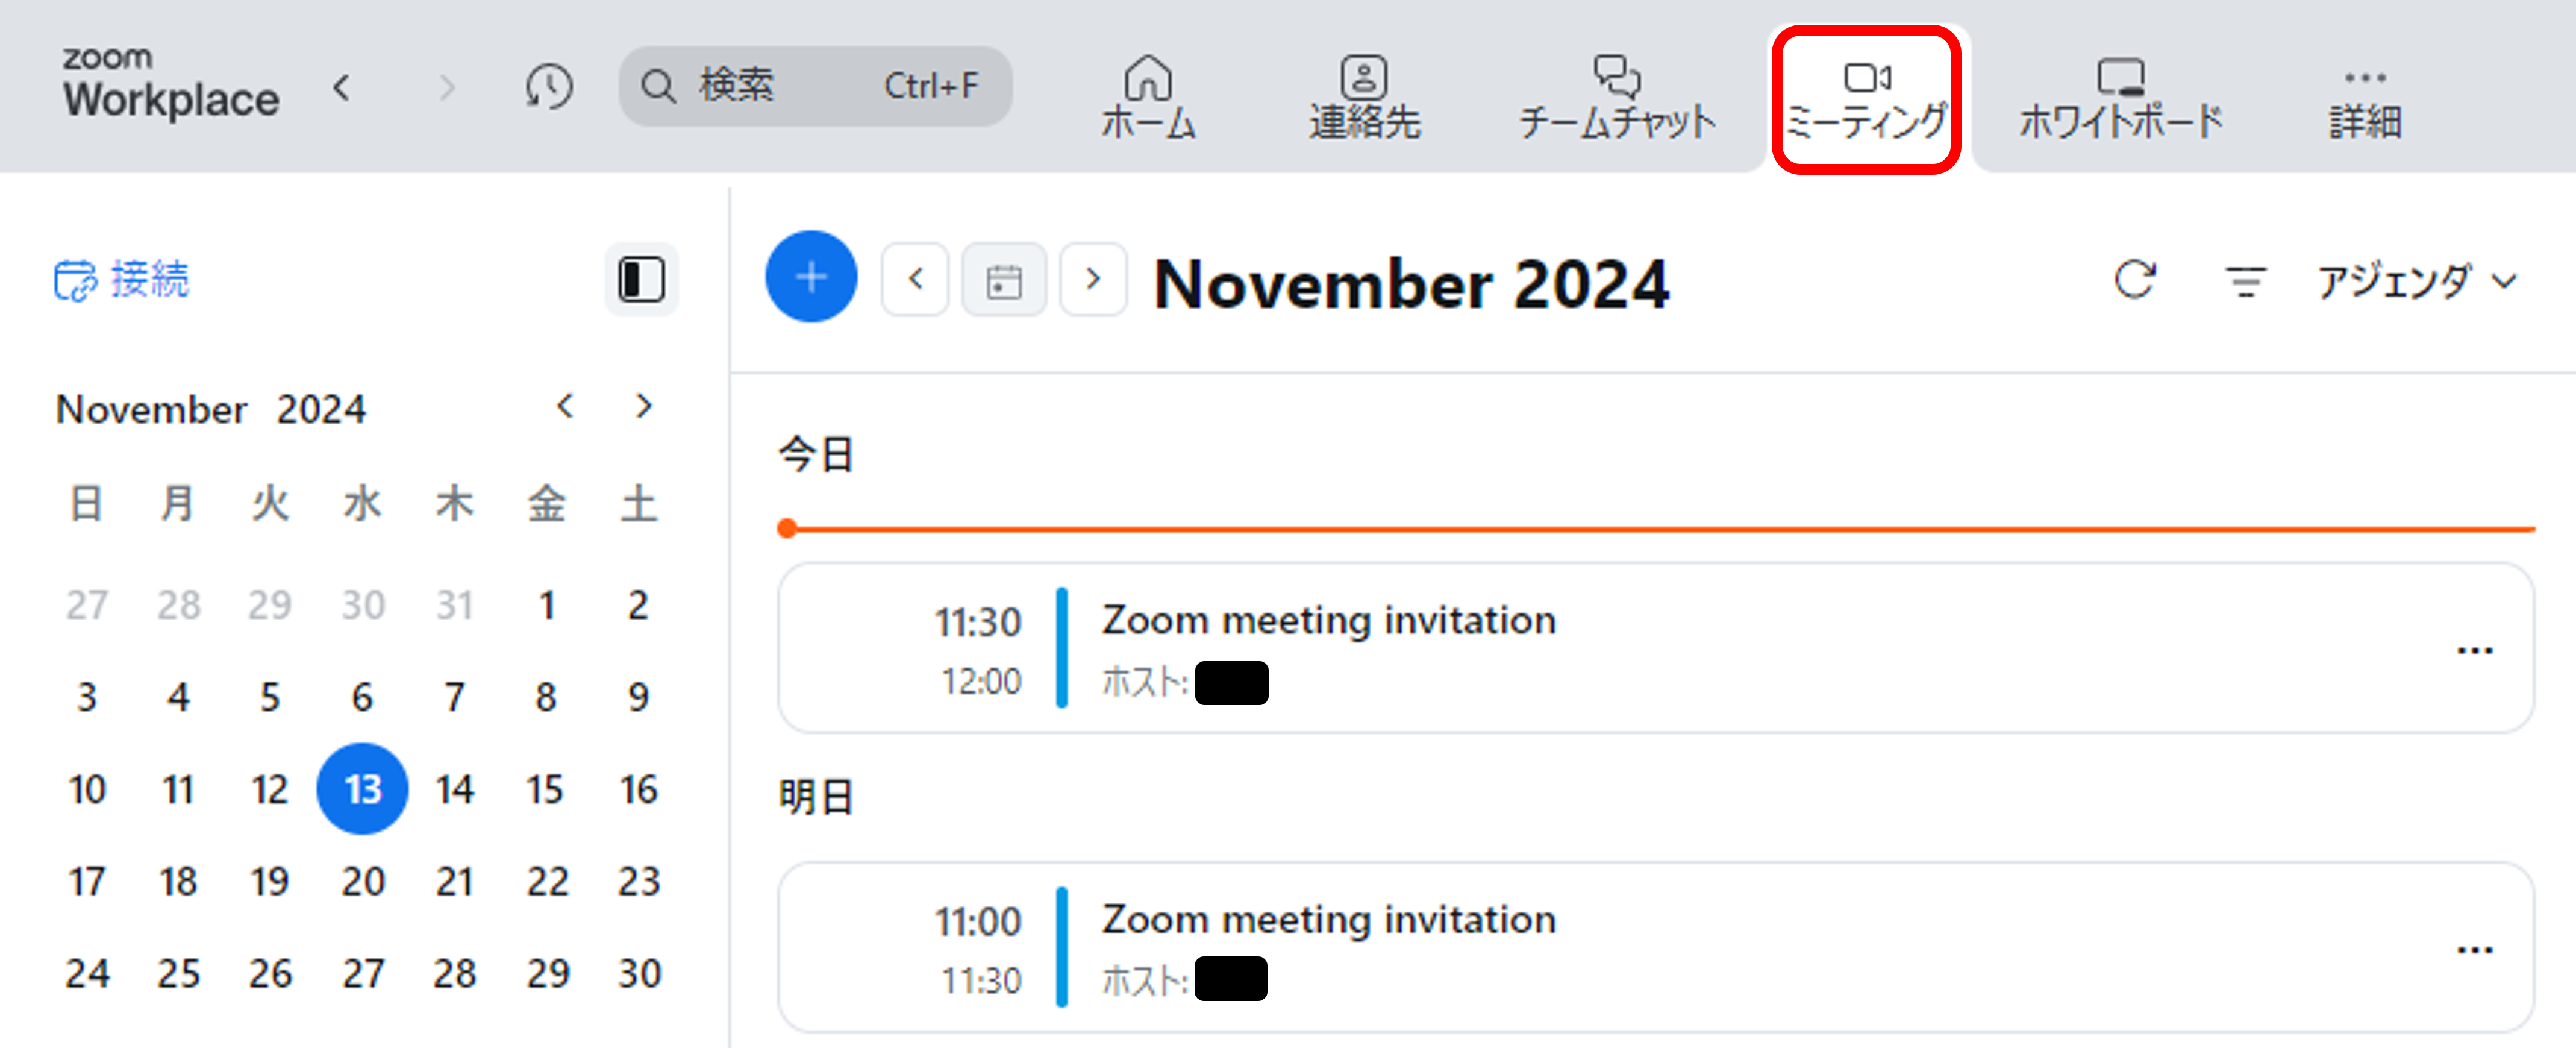 zoom
Workplace
検索 Ctrl+F
ホーム
連絡先
チームチャット
ミーティング
ホワイトボード
詳細
接続
November 2024
日 月 火 水 木 金 土
27 28 29 30 31 1 2
3 4 5 6 7 8 9
10 11 12 13 14 15 16
17 18 19 20 21 22 23
24 25 26 27 28 29 30
November 2024
アジェンダ
今日
11:30 Zoom meeting invitation
12:00 ホスト:
明日
11:00 Zoom meeting invitation
11:30 ホスト: